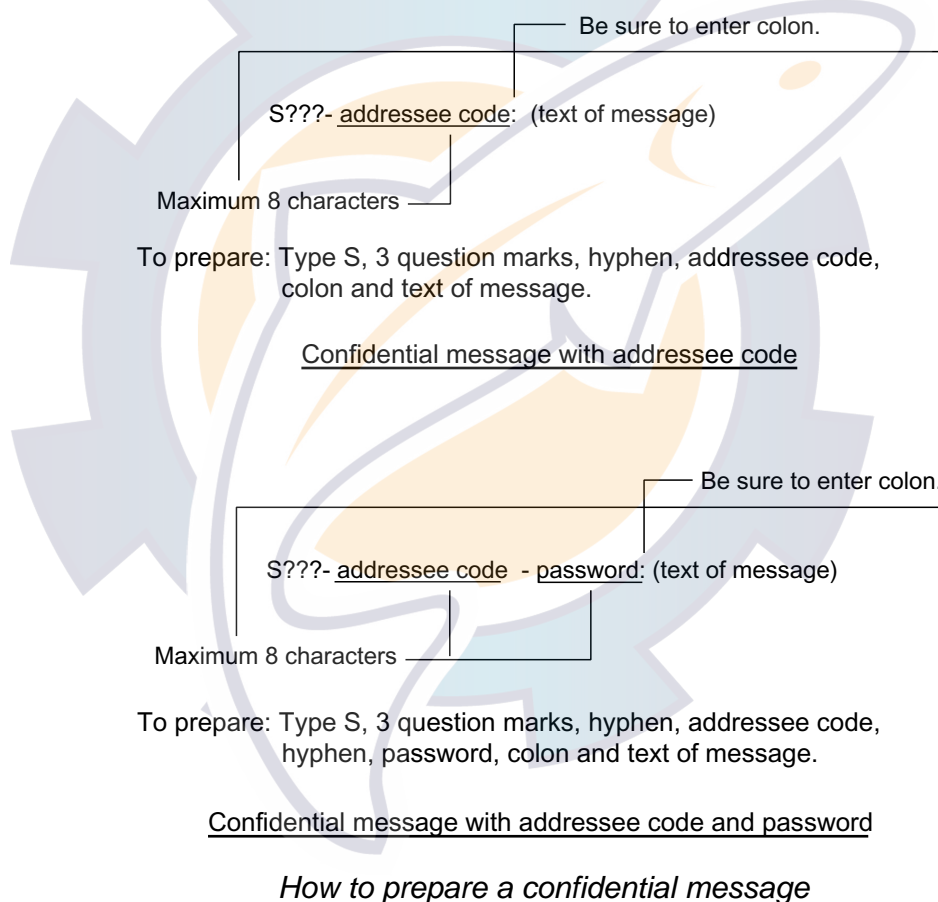 Be sure to enter colon.
S???- addressee code: (text of message)
Maximum 8 characters
To prepare: Type S, 3 question marks, hyphen, addressee code,
colon and text of message.
Confidential message with addressee code
Be sure to enter colon.
S???- addressee code - password: (text of message)
Maximum 8 characters
To prepare: Type S, 3 question marks, hyphen, addressee code,
hyphen, password, colon and text of message.
Confidential message with addressee code and password
How to prepare a confidential message